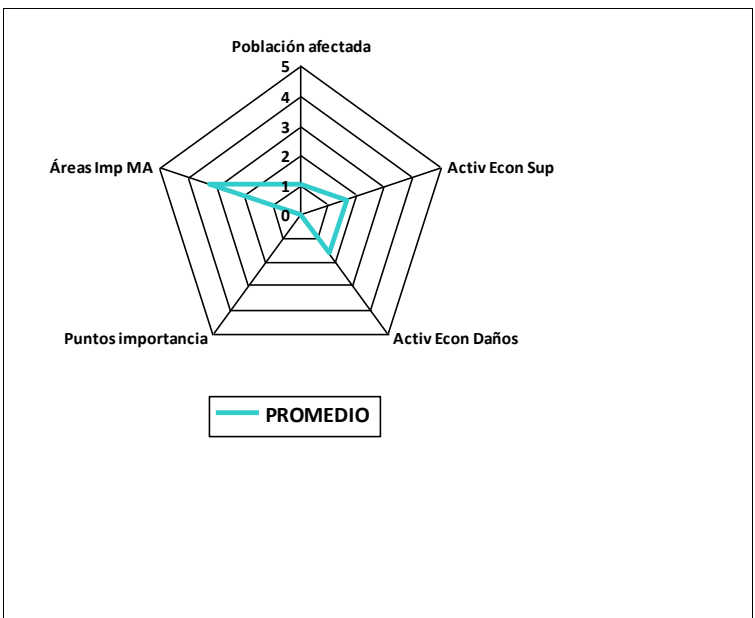 Población afectada
5
4
3
2
1
0
Áreas Imp MA
Activ Econ Sup
Puntos importancia
Activ Econ Daños
PROMEDIO